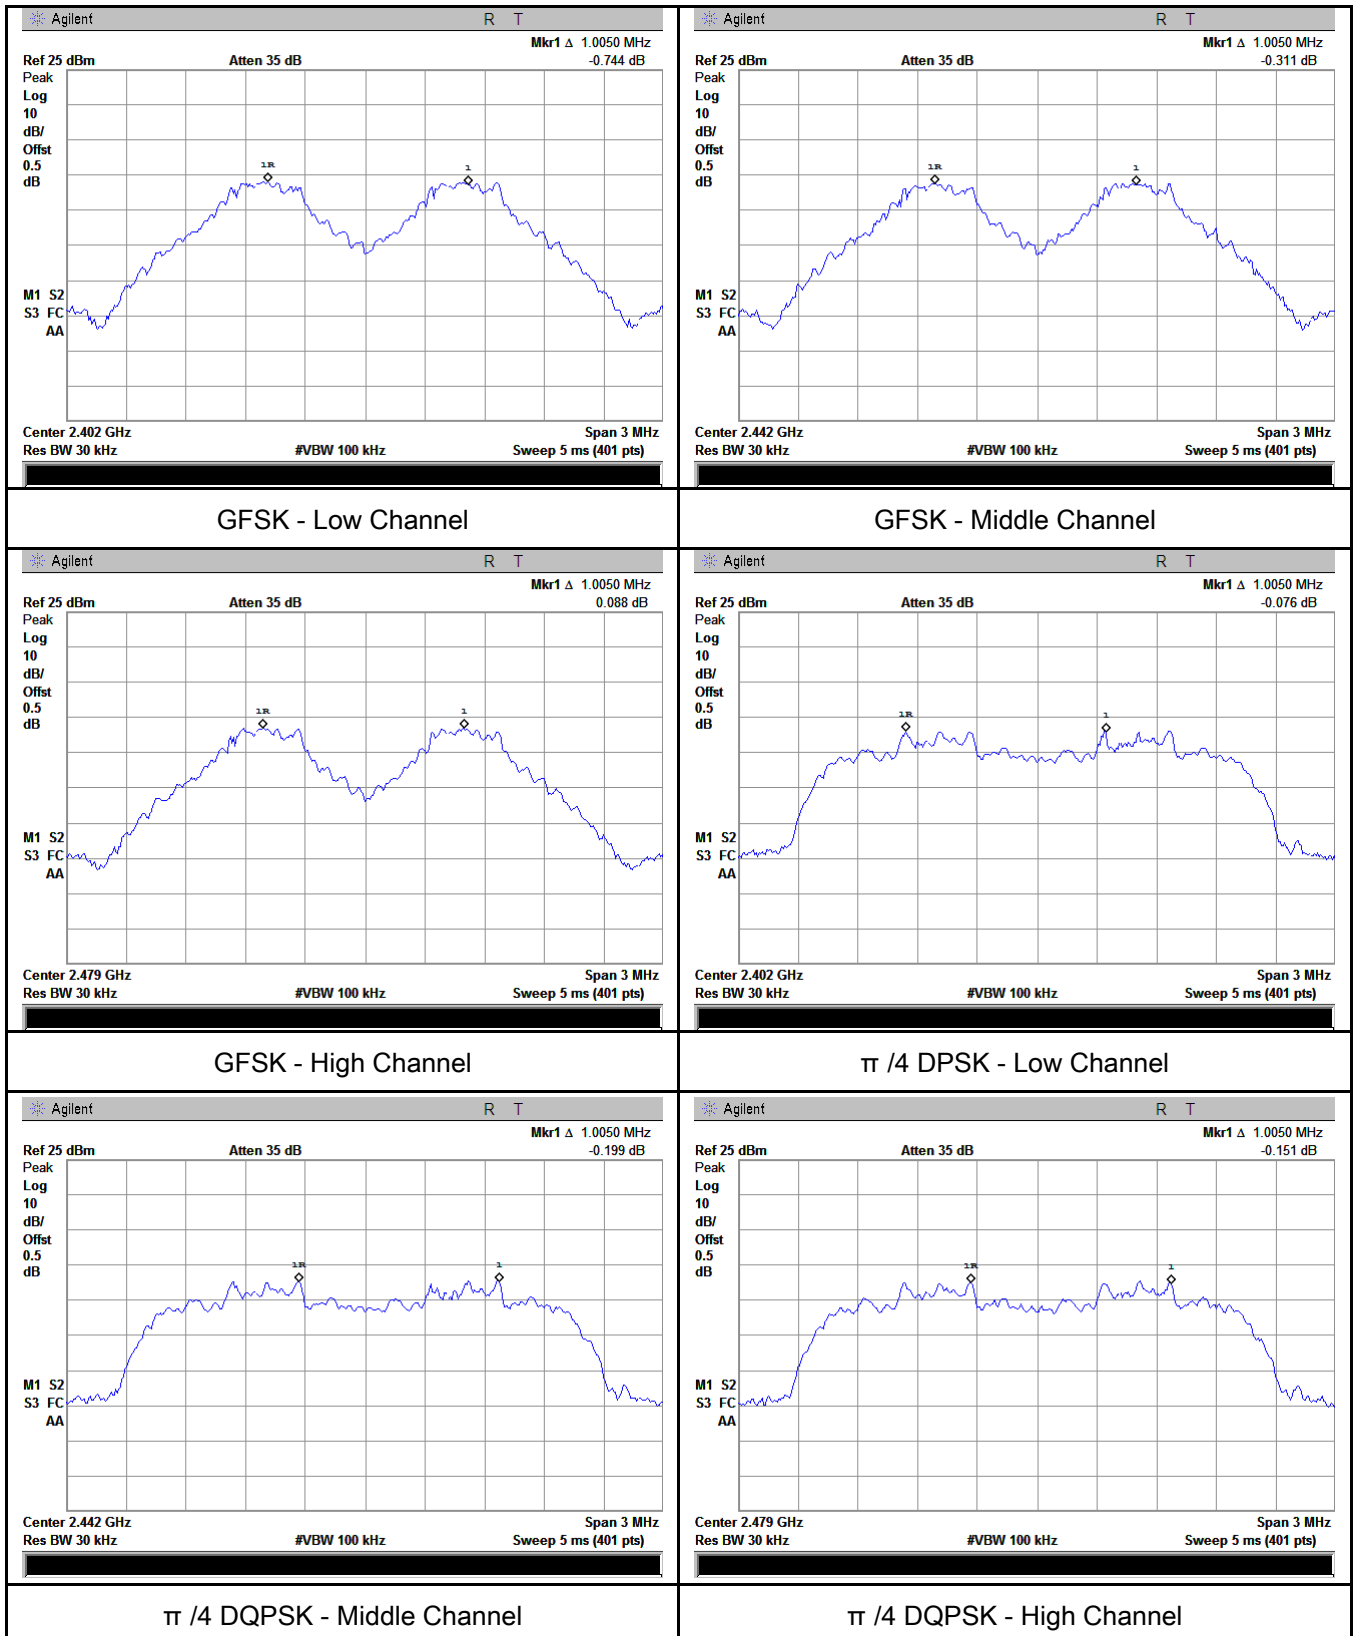 Agilent R T
Mkr1 Δ 1.0050 MHz
Ref 25 dBm Atten 35 dB -0.744 dB
Peak
Log
10
dB/
Offst
0.5
dB
1R 1
M1 S2
S3 FC
AA
Center 2.402 GHz Span 3 MHz
Res BW 30 kHz #VBW 100 kHz Sweep 5 ms (401 pts)
GFSK - Low Channel
Agilent R T
Mkr1 Δ 1.0050 MHz
Ref 25 dBm Atten 35 dB -0.311 dB
Peak
Log
10
dB/
Offst
0.5
dB
1R 1
M1 S2
S3 FC
AA
Center 2.442 GHz Span 3 MHz
Res BW 30 kHz #VBW 100 kHz Sweep 5 ms (401 pts)
GFSK - Middle Channel
Agilent R T
Mkr1 Δ 1.0050 MHz
Ref 25 dBm Atten 35 dB 0.088 dB
Peak
Log
10
dB/
Offst
0.5
dB
1R 1
M1 S2
S3 FC
AA
Center 2.479 GHz Span 3 MHz
Res BW 30 kHz #VBW 100 kHz Sweep 5 ms (401 pts)
GFSK - High Channel
Agilent R T
Mkr1 Δ 1.0050 MHz
Ref 25 dBm Atten 35 dB -0.076 dB
Peak
Log
10
dB/
Offst
0.5
dB
1R 1
M1 S2
S3 FC
AA
Center 2.402 GHz Span 3 MHz
Res BW 30 kHz #VBW 100 kHz Sweep 5 ms (401 pts)
π /4 DPSK - Low Channel
Agilent R T
Mkr1 Δ 1.0050 MHz
Ref 25 dBm Atten 35 dB -0.199 dB
Peak
Log
10
dB/
Offst
0.5
dB
1R 1
M1 S2
S3 FC
AA
Center 2.442 GHz Span 3 MHz
Res BW 30 kHz #VBW 100 kHz Sweep 5 ms (401 pts)
π /4 DQPSK - Middle Channel
Agilent R T
Mkr1 Δ 1.0050 MHz
Ref 25 dBm Atten 35 dB -0.151 dB
Peak
Log
10
dB/
Offst
0.5
dB
1R 1
M1 S2
S3 FC
AA
Center 2.479 GHz Span 3 MHz
Res BW 30 kHz #VBW 100 kHz Sweep 5 ms (401 pts)
π /4 DQPSK - High Channel